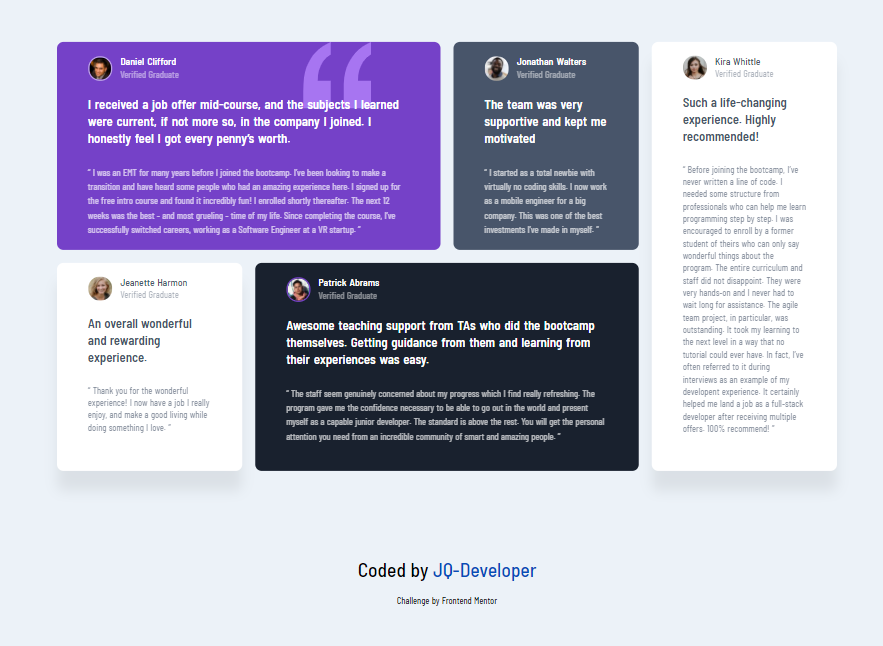 Daniel Clifford
Verified Graduate
I received a job offer mid-course, and the subjects I learned
were current, if not more so, in the company I joined. I
honestly feel I got every penny's worth.
“ I was an EMT for many years before I joined the bootcamp. I've been looking to make a
transition and have heard some people who had an amazing experience here. I signed up for
the free intro course and found it incredibly fun! I enrolled shortly thereafter. The next 12
weeks was the best - and most grueling - time of my life. Since completing the course, I've
successfully switched careers, working as a Software Engineer at a VR startup. ”
Jonathan Walters
Verified Graduate
The team was very
supportive and kept me
motivated
“ I started as a total newbie with
virtually no coding skills. I now work
as a mobile engineer for a big
company. This was one of the best
investments I've made in myself. ”
Kira Whittle
Verified Graduate
Such a life-changing
experience. Highly
recommended!
“ Before joining the bootcamp, I've
never written a line of code. I
needed some structure from
professionals who can help me learn
programming step by step. I was
encouraged to enroll by a former
student of theirs who can only say
wonderful things about the
program. The entire curriculum and
staff did not disappoint. They were
very hands-on and I never had to
wait long for assistance. The agile
team project, in particular, was
outstanding. It took my learning to
the next level in a way that no
tutorial could ever have. In fact, I've
often referred to it during
interviews as an example of my
developent experience. It certainly
helped me land a job as a full-stack
developer after receiving multiple
offers. 100% recommend! ”
Jeanette Harmon
Verified Graduate
An overall wonderful
and rewarding
experience.
“ Thank you for the wonderful
experience! I now have a job I really
enjoy, and make a good living while
doing something I love. ”
Patrick Abrams
Verified Graduate
Awesome teaching support from TAs who did the bootcamp
themselves. Getting guidance from them and learning from
their experiences was easy.
“ The staff seem genuinely concerned about my progress which I find really refreshing. The
program gave me the confidence necessary to be able to go out in the world and present
myself as a capable junior developer. The standard is above the rest. You will get the personal
attention you need from an incredible community of smart and amazing people. ”
Coded by JQ-Developer
Challenge by Frontend Mentor